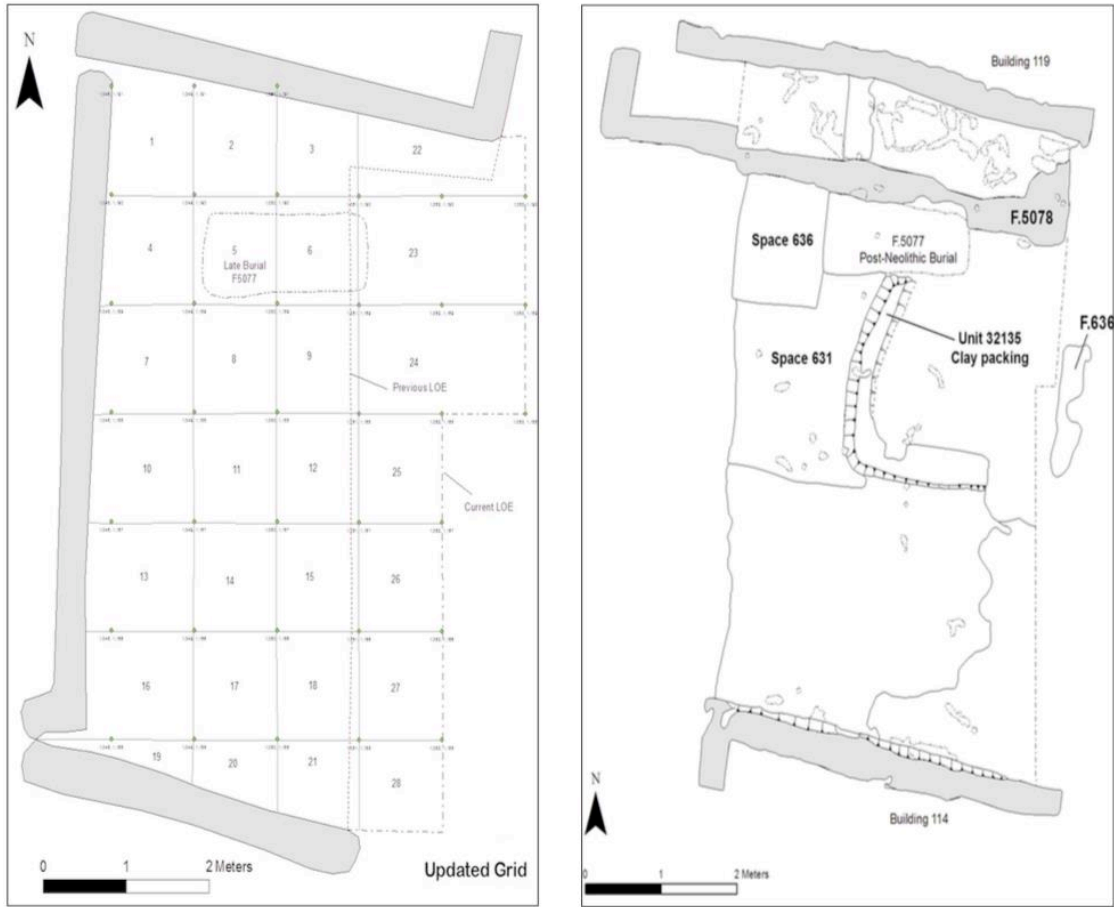 N
1
2
3
22
4
5
6
23
Late Burial
F5077
7
8
9
24
Previous LOE
10
11
12
25
Current LOE
13
14
15
26
16
17
18
27
19
20
21
28
0
1
2 Meters
Updated Grid
Building 119
F.5078
Space 636
F.5077
Post-Neolithic Burial
F.636
Unit 32135
Clay packing
Space 631
N
Building 114
0
1
2 Meters